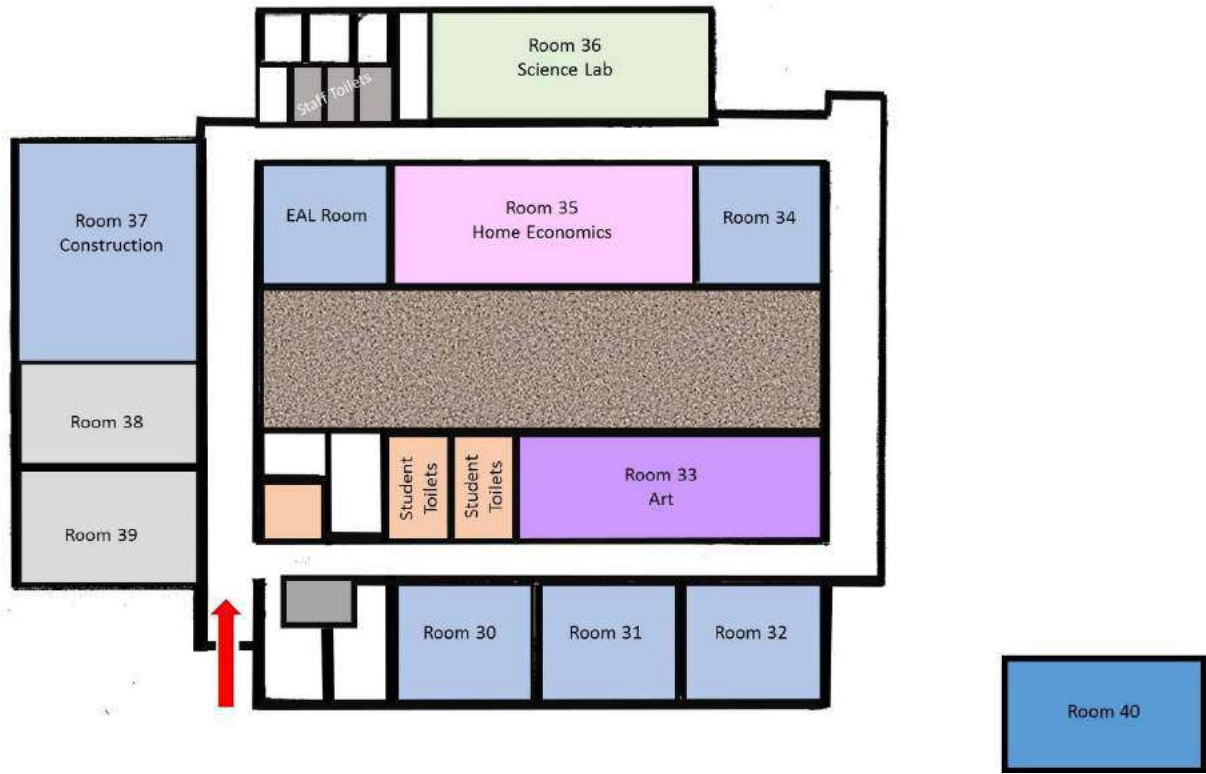 Room 36
Science Lab
Staff Toilets
Room 37
Construction
EAL Room
Room 35
Home Economics
Room 34
Room 38
Student
Toilets
Student
Toilets
Room 33
Art
Room 39
Room 30
Room 31
Room 32
Room 40